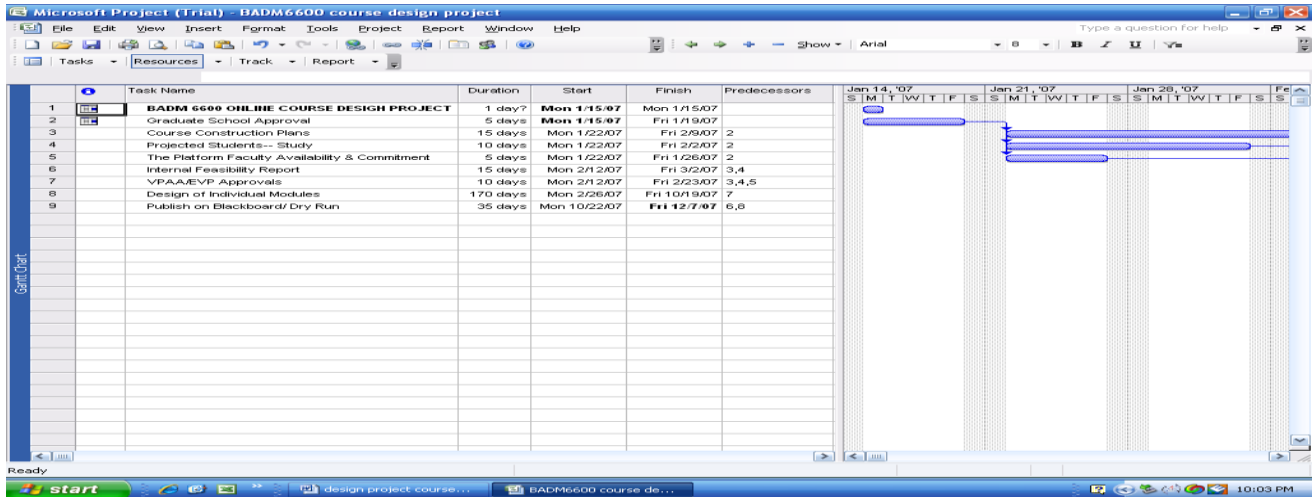 Microsoft Project (Trial) - BADM6600 course design project
File Edit View Insert Format Tools Project Report Window Help Type a question for help
Show Arial 8 B I U
Tasks Resources Track Report
Task Name Duration Start Finish Predecessors Jan 14, '07 Jan 21, '07 Jan 28, '07 Fe
S M T W T F S S M T W T F S S M T W T F S S
1 BADM 6600 ONLINE COURSE DESIGH PROJECT 1 day? Mon 1/15/07 Mon 1/15/07
2 Graduate School Approval 5 days Mon 1/15/07 Fri 1/19/07
3 Course Construction Plans 15 days Mon 1/22/07 Fri 2/9/07 2
4 Projected Students-- Study 10 days Mon 1/22/07 Fri 2/2/07 2
5 The Platform Faculty Availability & Commitment 5 days Mon 1/22/07 Fri 1/26/07 2
6 Internal Feasibility Report 15 days Mon 2/12/07 Fri 3/2/07 3,4
7 VPAA/EVP Approvals 10 days Mon 2/12/07 Fri 2/23/07 3,4,5
8 Design of Individual Modules 170 days Mon 2/26/07 Fri 10/19/07 7
9 Publish on Blackboard/ Dry Run 35 days Mon 10/22/07 Fri 12/7/07 6,8
Gantt Chart
Ready
start design project course... BADM6600 course de... 10:03 PM